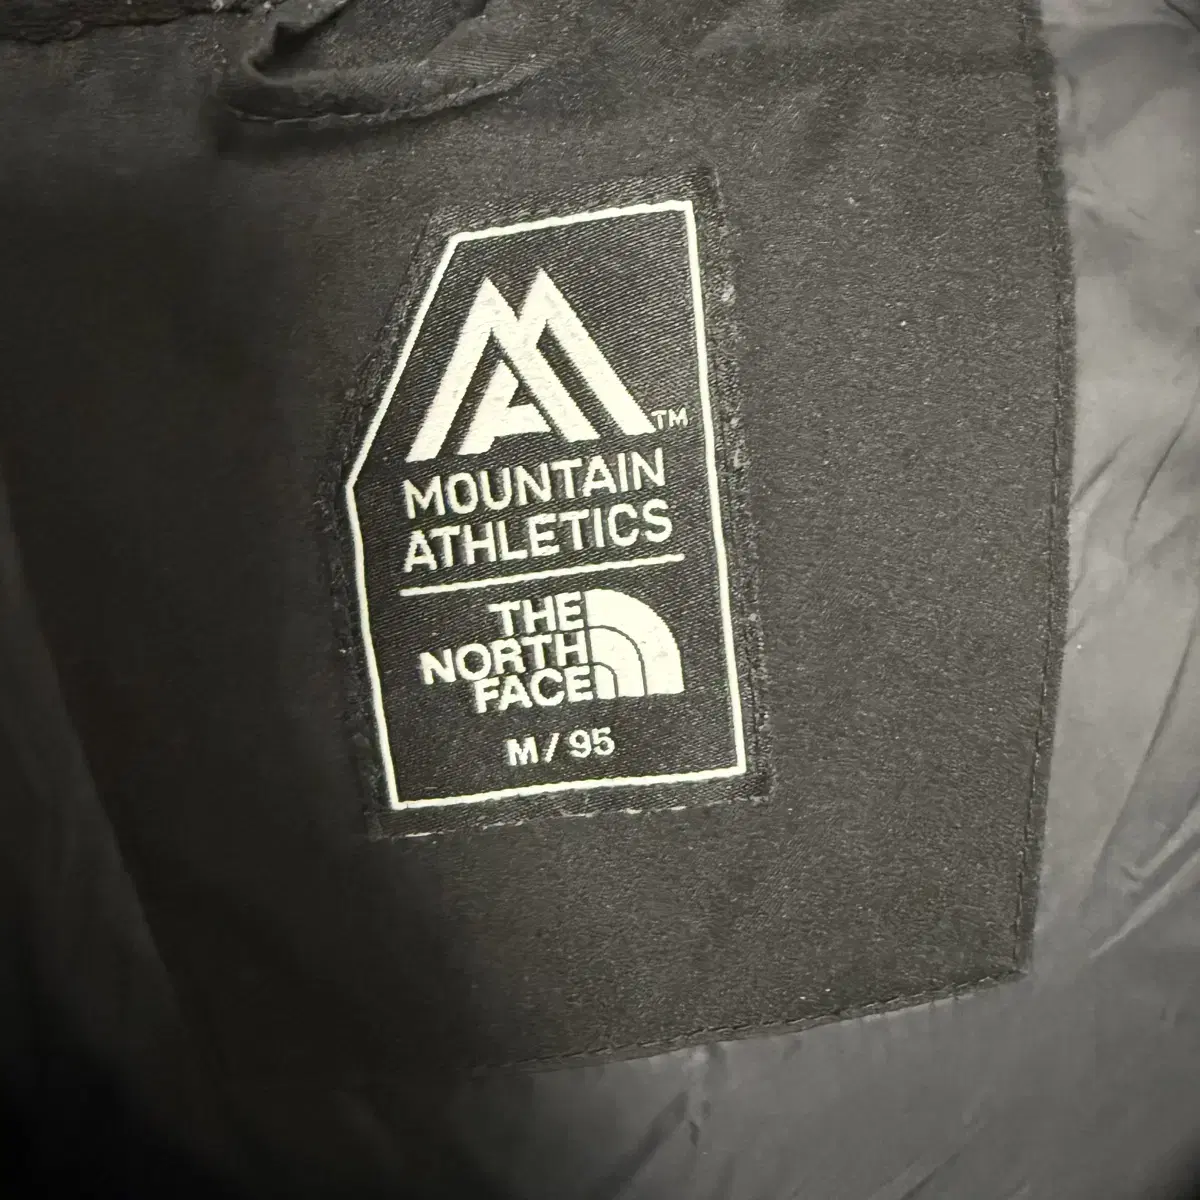 TM
MOUNTAIN
ATHLETICS
THE
NORTH
FACE
M/95